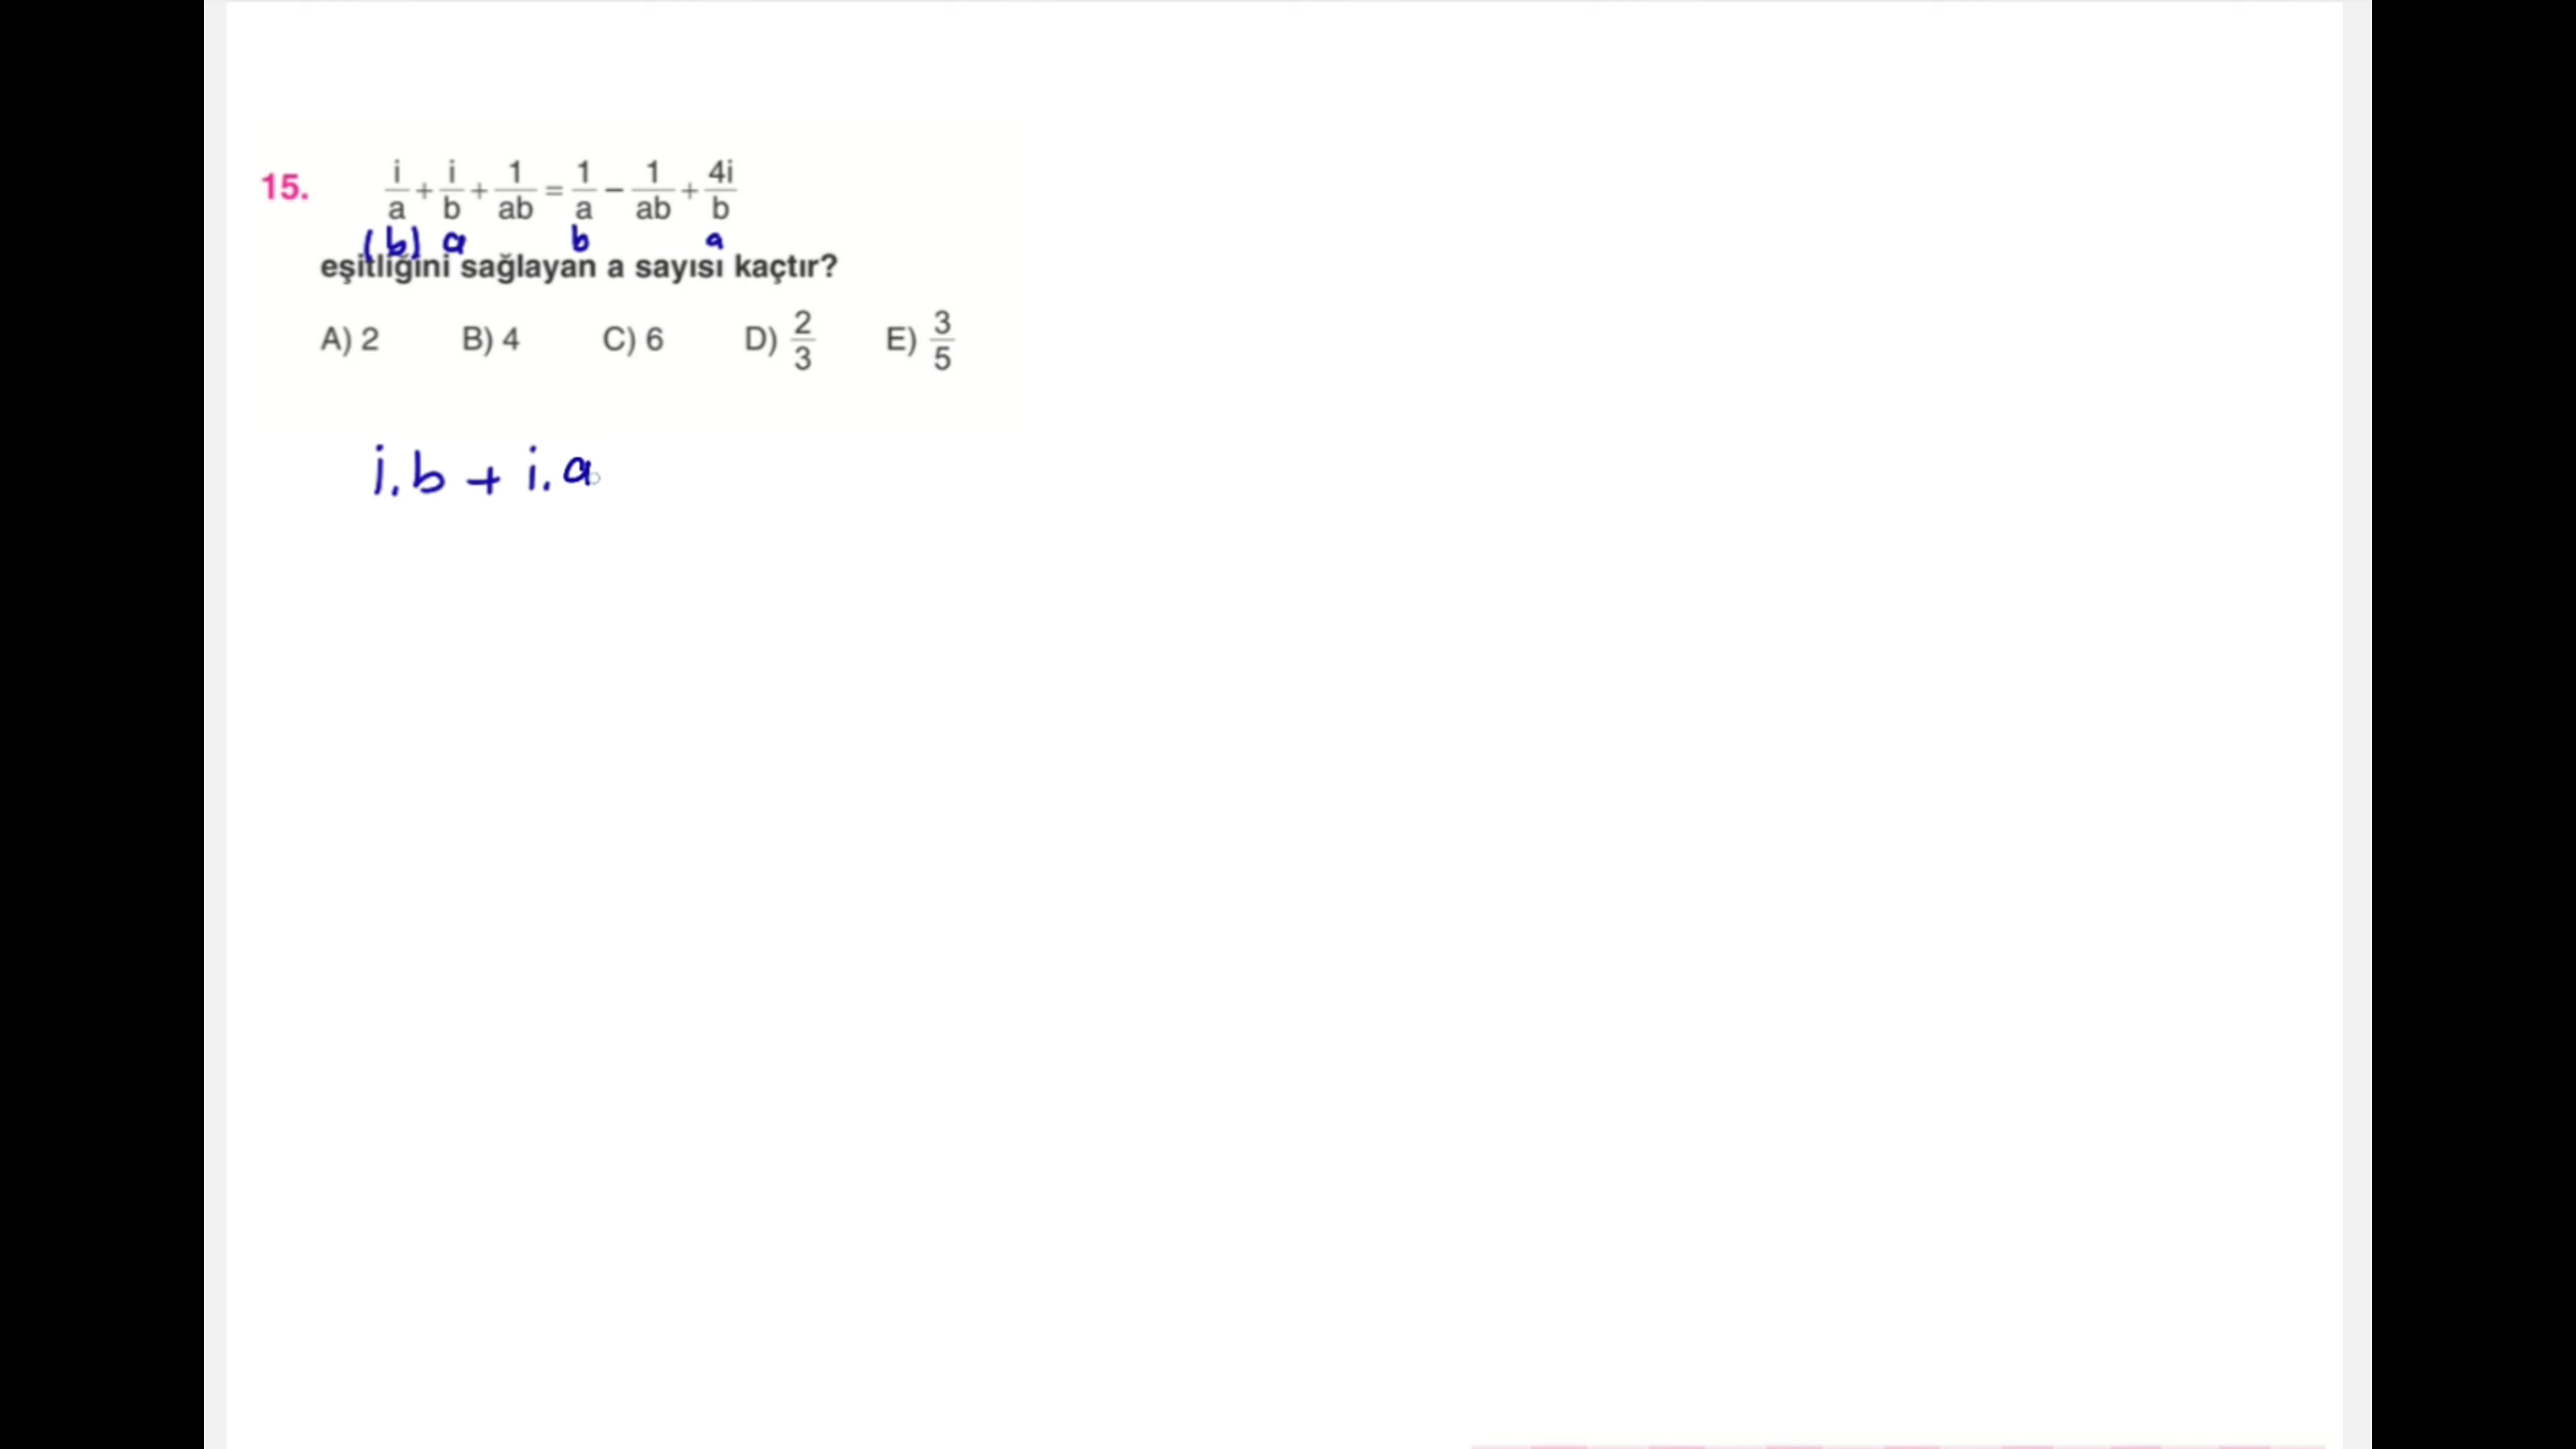 15. i/a + i/b + 1/ab = 1/a − 1/ab + 4i/b
(b) a b a
eşitliğini sağlayan a sayısı kaçtır?
A) 2 B) 4 C) 6 D) 2/3 E) 3/5
i.b + i.a